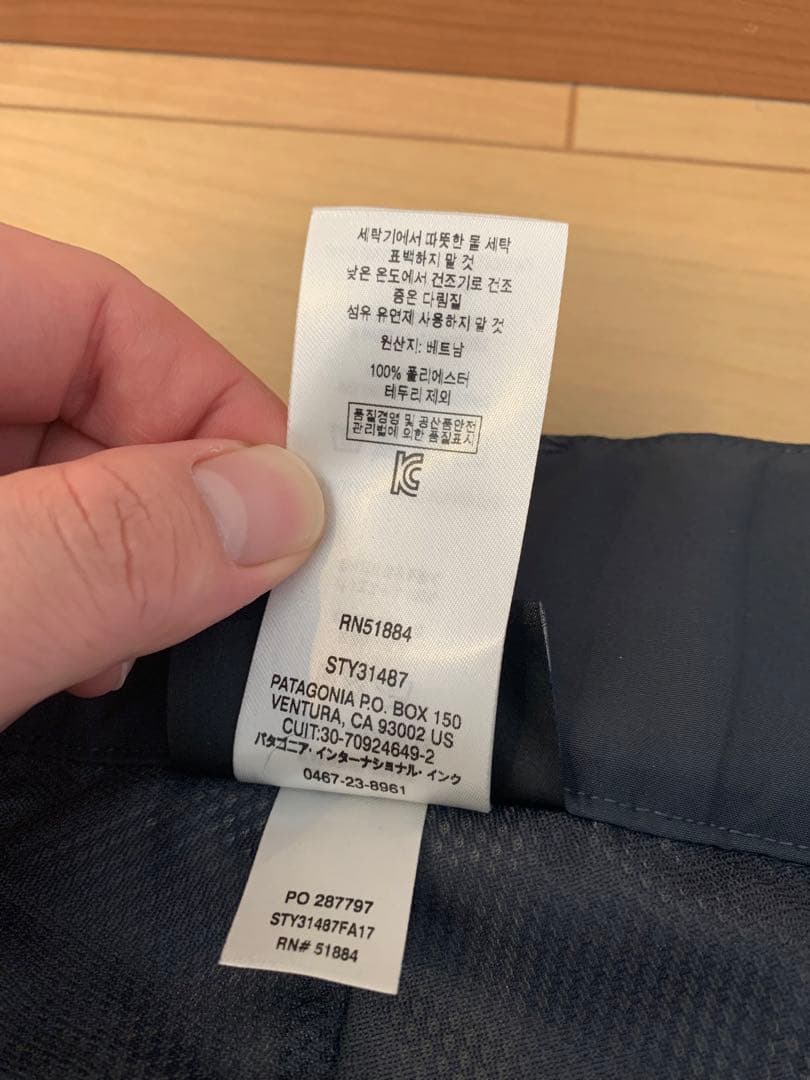 세탁기에서 따뜻한 물 세탁
표백하지 말 것
낮은 온도에서 건조기로 건조
중온 다림질
섬유 유연제 사용하지 말 것
원산지: 베트남
100% 폴리에스터
테두리 제외
품질경영 및 공산품안전
관리법에 의한 품질표시
RN51884
STY31487
PATAGONIA P.O. BOX 150
VENTURA, CA 93002 US
CUIT:30-70924649-2
パタゴニア・インターナショナル・インク
0467-23-8961
PO 287797
STY31487FA17
RN# 51884